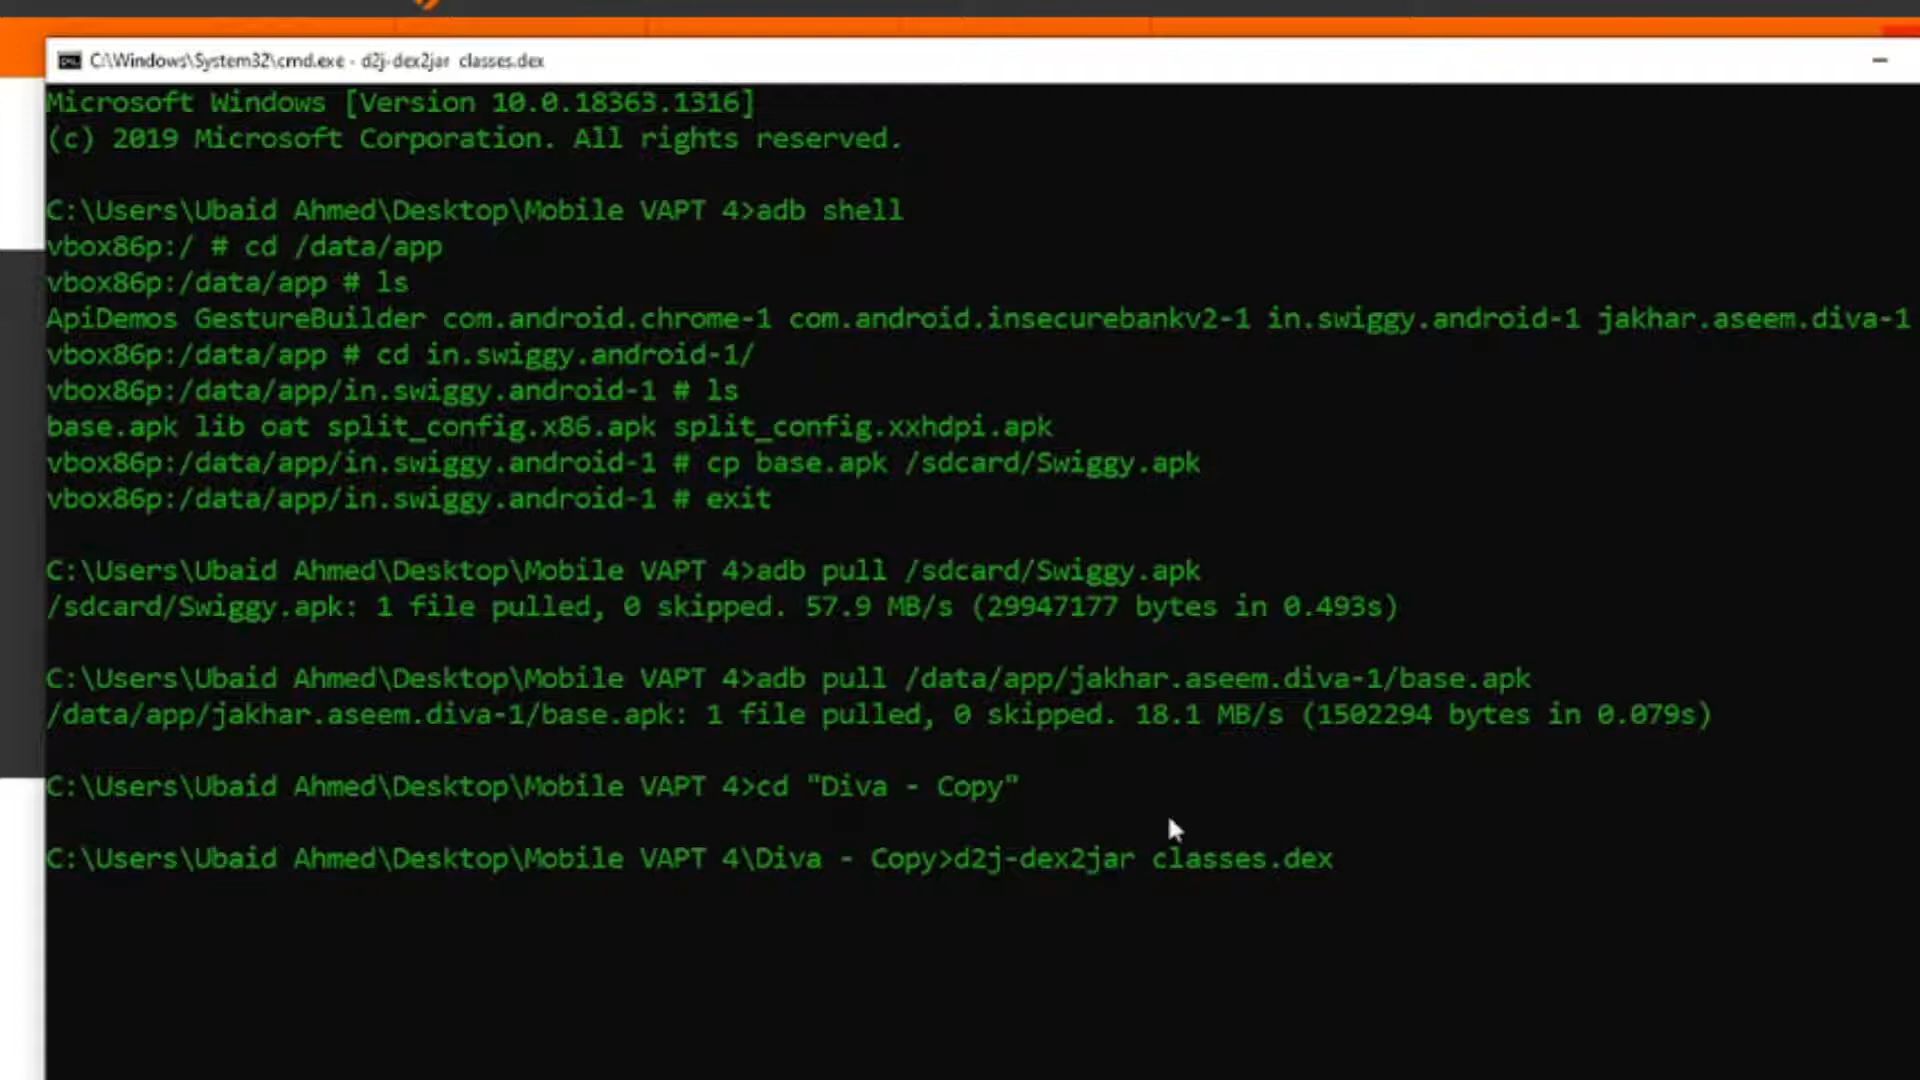 C:\Windows\System32\cmd.exe - d2j-dex2jar classes.dex
Microsoft Windows [Version 10.0.18363.1316]
(c) 2019 Microsoft Corporation. All rights reserved.
C:\Users\Ubaid Ahmed\Desktop\Mobile VAPT 4>adb shell
vbox86p:/ # cd /data/app
vbox86p:/data/app # ls
ApiDemos GestureBuilder com.android.chrome-1 com.android.insecurebankv2-1 in.swiggy.android-1 jakhar.aseem.diva-1
vbox86p:/data/app # cd in.swiggy.android-1/
vbox86p:/data/app/in.swiggy.android-1 # ls
base.apk lib oat split_config.x86.apk split_config.xxhdpi.apk
vbox86p:/data/app/in.swiggy.android-1 # cp base.apk /sdcard/Swiggy.apk
vbox86p:/data/app/in.swiggy.android-1 # exit
C:\Users\Ubaid Ahmed\Desktop\Mobile VAPT 4>adb pull /sdcard/Swiggy.apk
/sdcard/Swiggy.apk: 1 file pulled, 0 skipped. 57.9 MB/s (29947177 bytes in 0.493s)
C:\Users\Ubaid Ahmed\Desktop\Mobile VAPT 4>adb pull /data/app/jakhar.aseem.diva-1/base.apk
/data/app/jakhar.aseem.diva-1/base.apk: 1 file pulled, 0 skipped. 18.1 MB/s (1502294 bytes in 0.079s)
C:\Users\Ubaid Ahmed\Desktop\Mobile VAPT 4>cd "Diva - Copy"
C:\Users\Ubaid Ahmed\Desktop\Mobile VAPT 4\Diva - Copy>d2j-dex2jar classes.dex